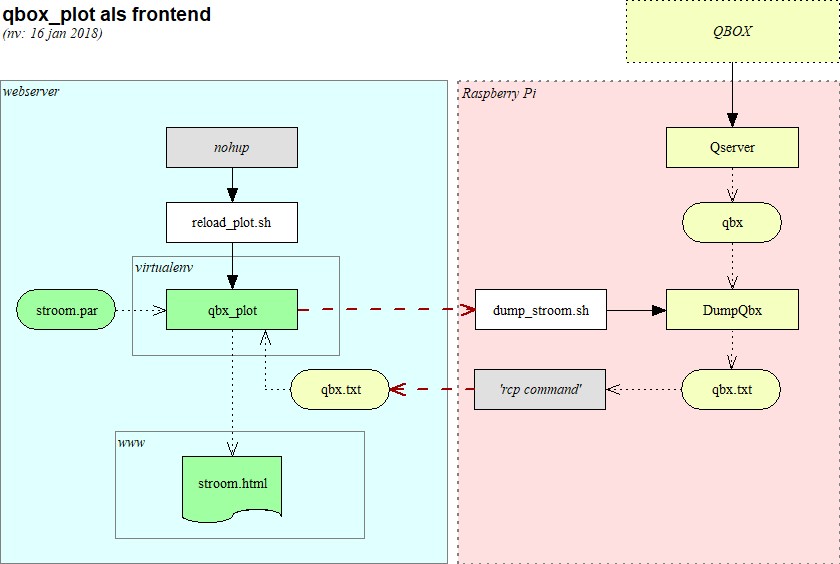 qbox_plot als frontend
(nv: 16 jan 2018)
QBOX
webserver
Raspberry Pi
nohup
Qserver
reload_plot.sh
qbx
virtualenv
stroom.par
qbx_plot
dump_stroom.sh
DumpQbx
qbx.txt
'rcp command'
qbx.txt
www
stroom.html